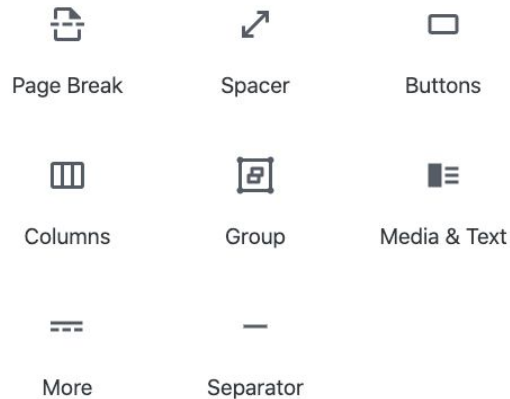 Page Break
Spacer
Buttons
Columns
Group
Media & Text
More
Separator